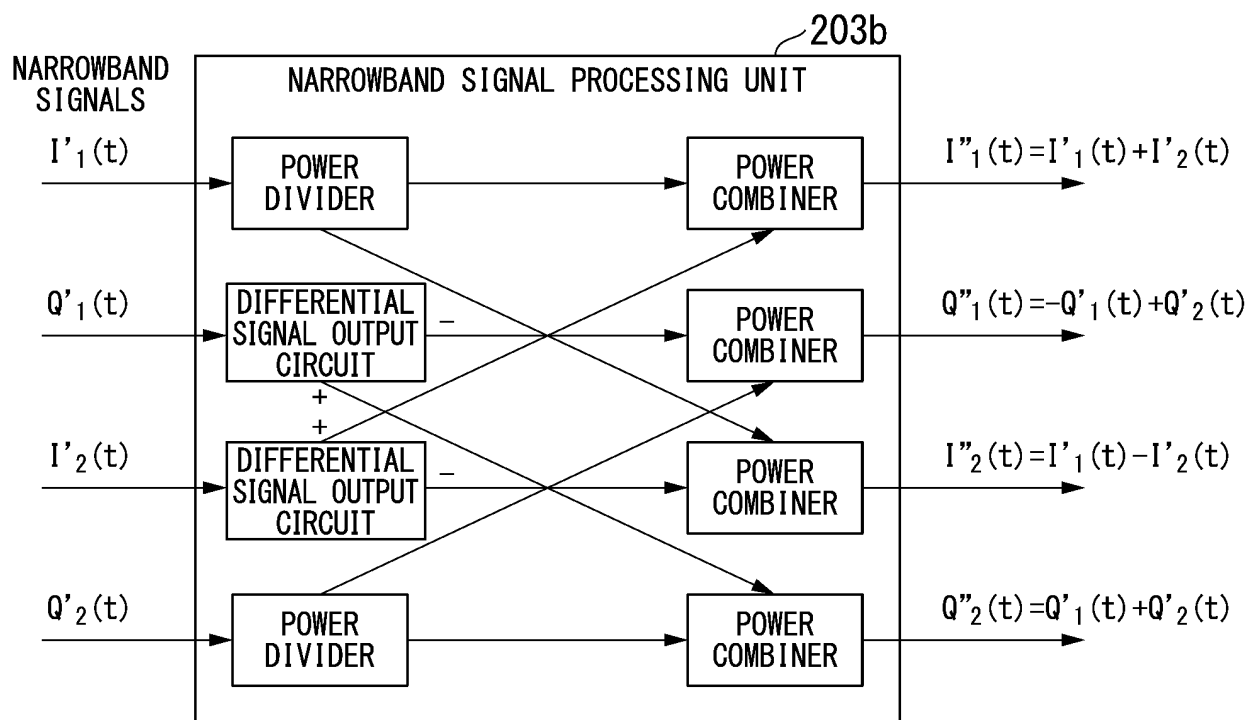 203b
NARROWBAND
SIGNALS
NARROWBAND SIGNAL PROCESSING UNIT
I'1(t)
POWER
DIVIDER
POWER
COMBINER
I"1(t)=I'1(t)+I'2(t)
Q'1(t)
DIFFERENTIAL
SIGNAL OUTPUT
CIRCUIT
−
+
POWER
COMBINER
Q"1(t)=-Q'1(t)+Q'2(t)
I'2(t)
+
DIFFERENTIAL
SIGNAL OUTPUT
CIRCUIT
−
POWER
COMBINER
I"2(t)=I'1(t)-I'2(t)
Q'2(t)
POWER
DIVIDER
POWER
COMBINER
Q"2(t)=Q'1(t)+Q'2(t)